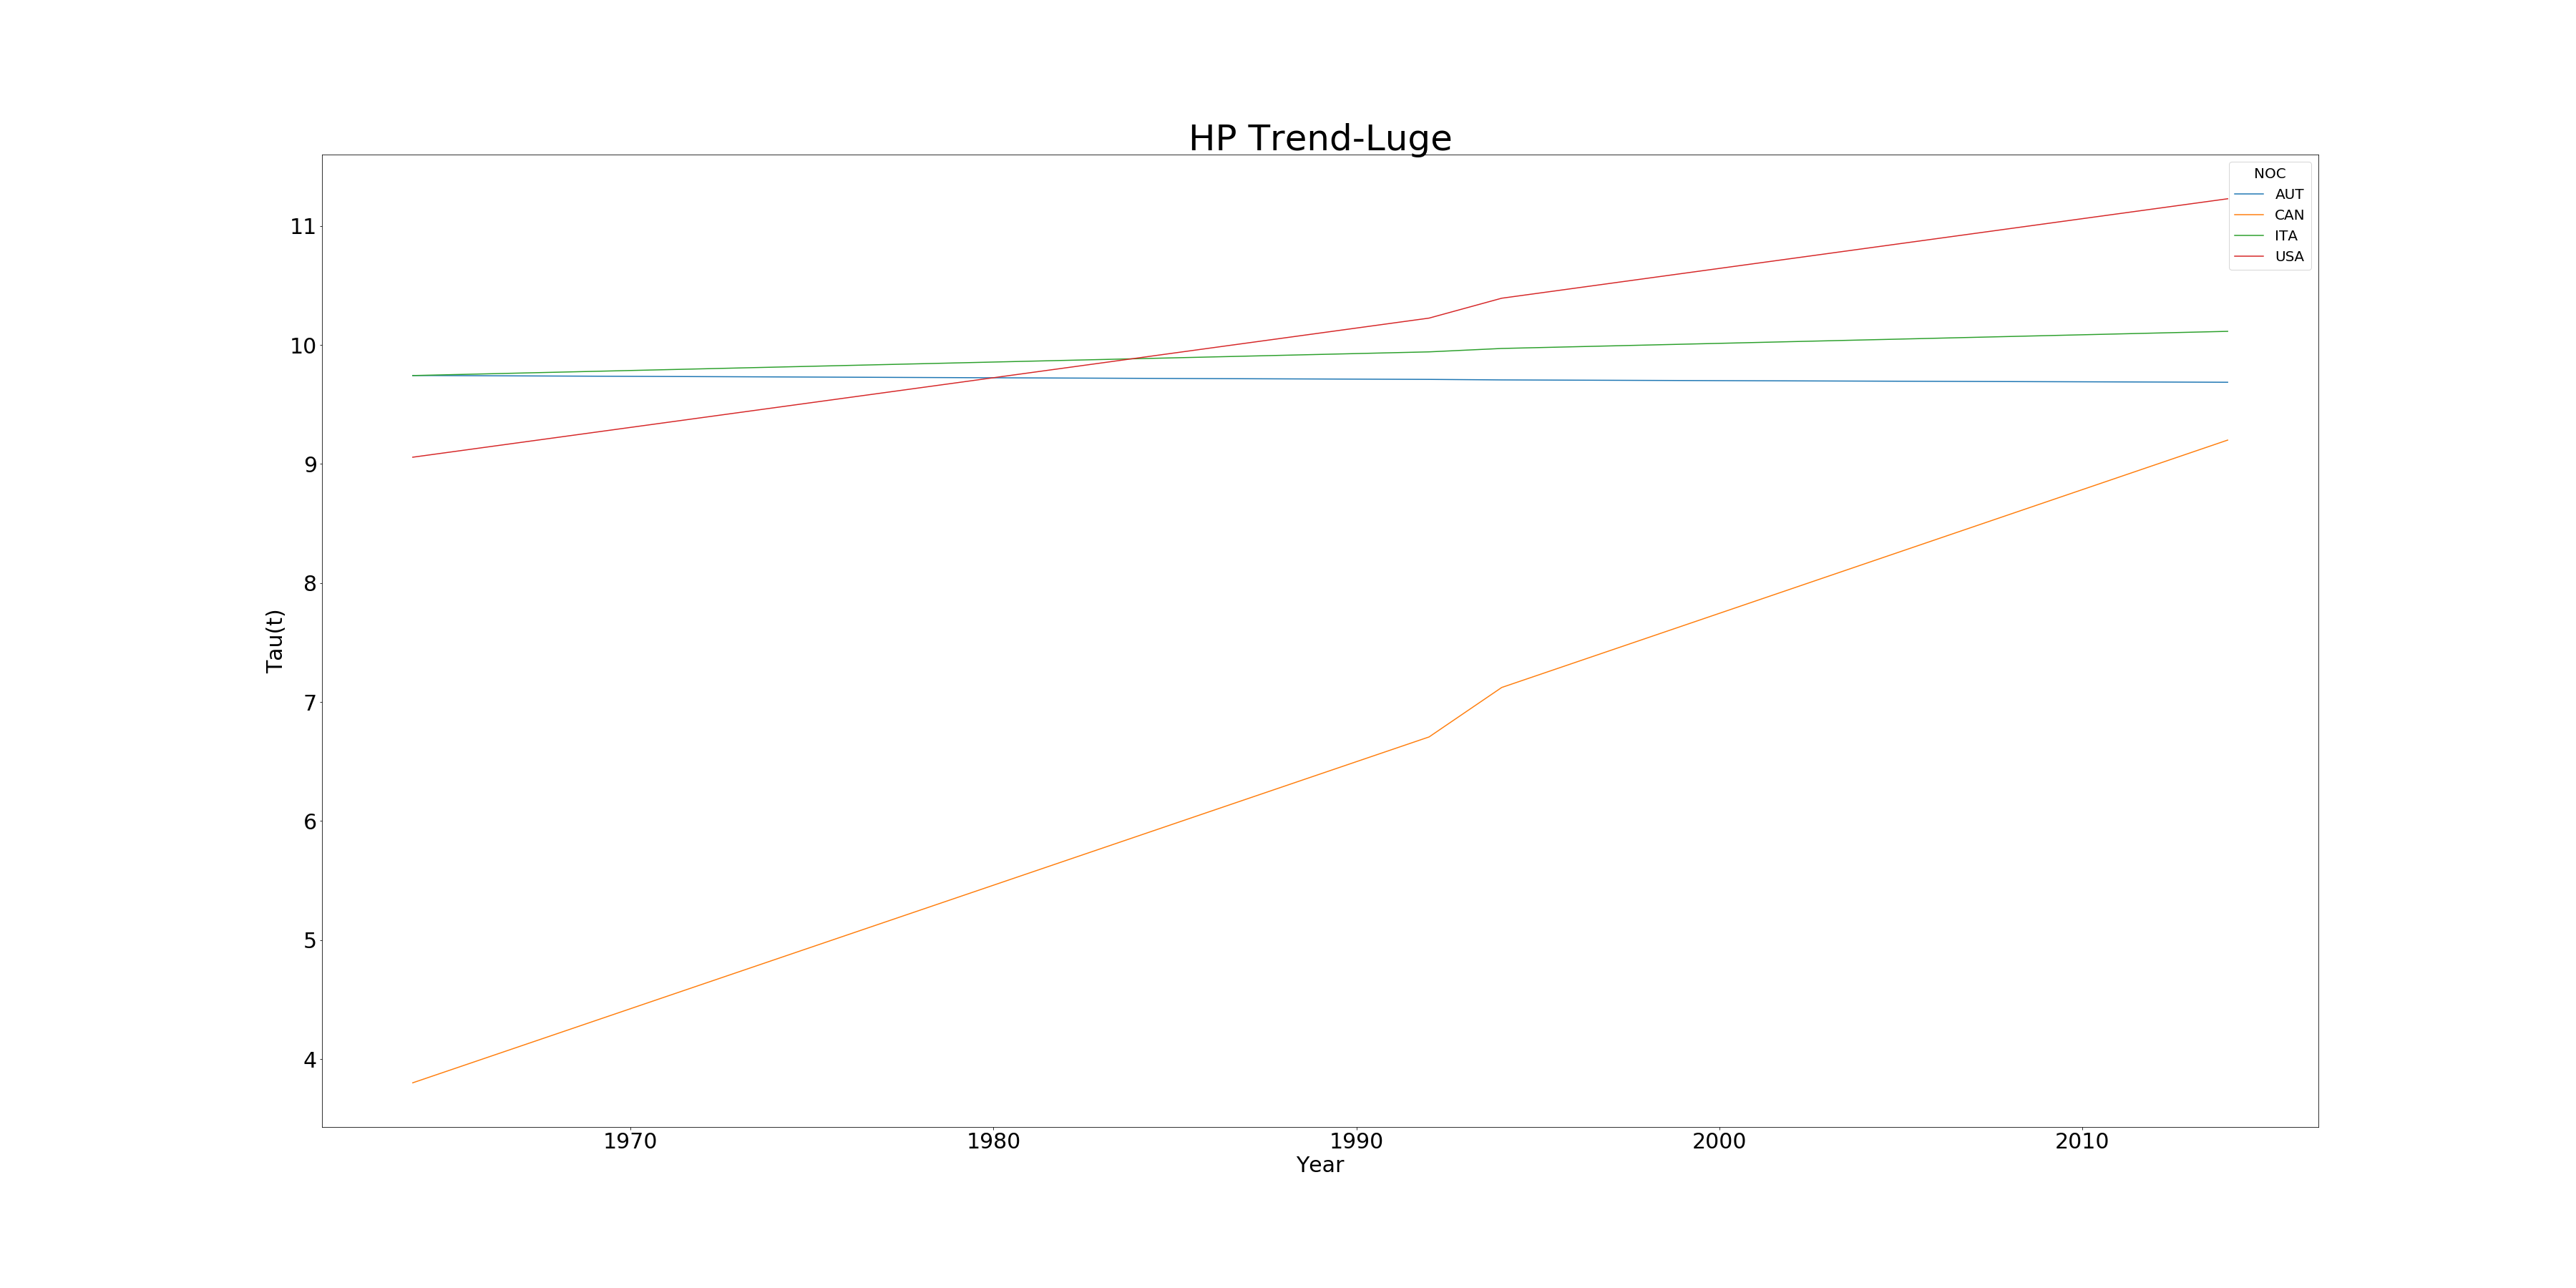 HP Trend-Luge
NOC
AUT
CAN
ITA
USA
11
10
9
8
7
6
5
4
Tau(t)
1970 1980 1990 2000 2010
Year